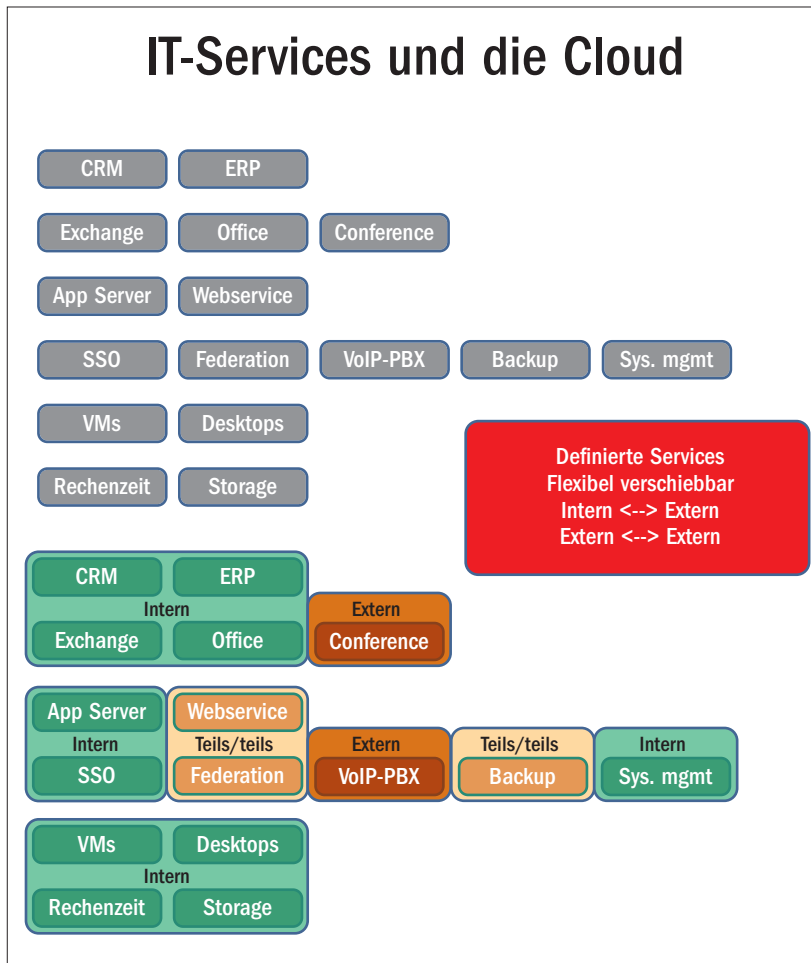 IT-Services und die Cloud
CRM ERP
Exchange Office Conference
App Server Webservice
SSO Federation VoIP-PBX Backup Sys. mgmt
VMs Desktops
Rechenzeit Storage
Definierte Services
Flexibel verschiebbar
Intern <--> Extern
Extern <--> Extern
CRM ERP
Intern Extern
Exchange Office Conference
App Server Webservice
Intern Teils/teils Extern Teils/teils Intern
SSO Federation VoIP-PBX Backup Sys. mgmt
VMs Desktops
Intern
Rechenzeit Storage